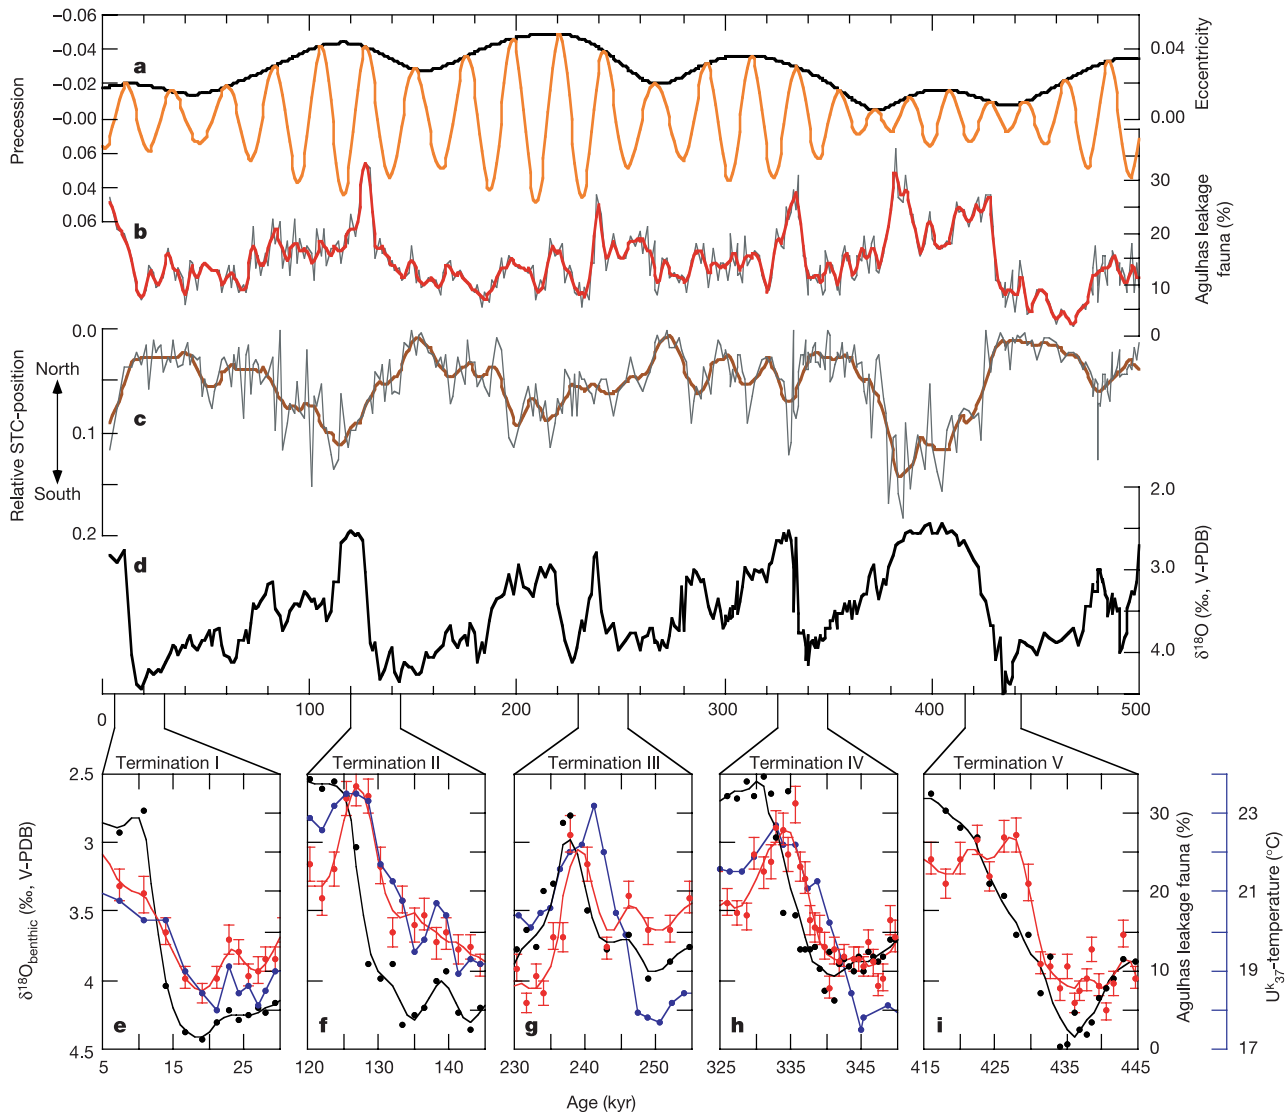 −0.06
−0.04
−0.02
−0.00
0.06
0.04
0.06
Precession
a
0.04
0.00
Eccentricity
b
30
20
10
0
Agulhas leakage
fauna (%)
0.0
0.1
0.2
North
South
Relative STC-position
c
2.0
3.0
4.0
δ18O (‰, V-PDB)
d
0
100
200
300
400
500
Termination I
Termination II
Termination III
Termination IV
Termination V
2.5
3
3.5
4
4.5
δ18Obenthic (‰, V-PDB)
e
f
g
h
i
30
20
10
0
Agulhas leakage fauna (%)
23
21
19
17
Uk37-temperature (°C)
5
15
25
120
130
140
230
240
250
325
335
345
415
425
435
445
Age (kyr)